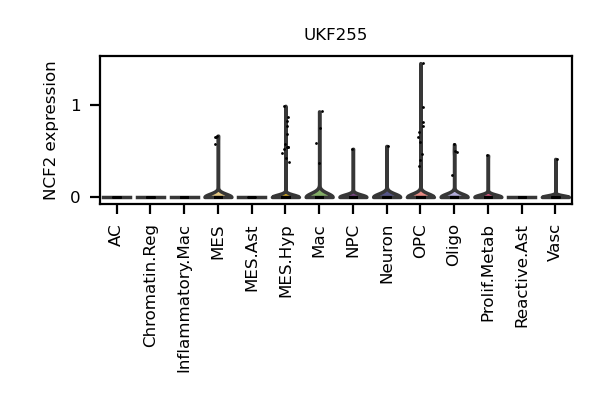 UKF255
NCF2 expression
1
0
AC
Chromatin.Reg
Inflammatory.Mac
MES
MES.Ast
MES.Hyp
Mac
NPC
Neuron
OPC
Oligo
Prolif.Metab
Reactive.Ast
Vasc